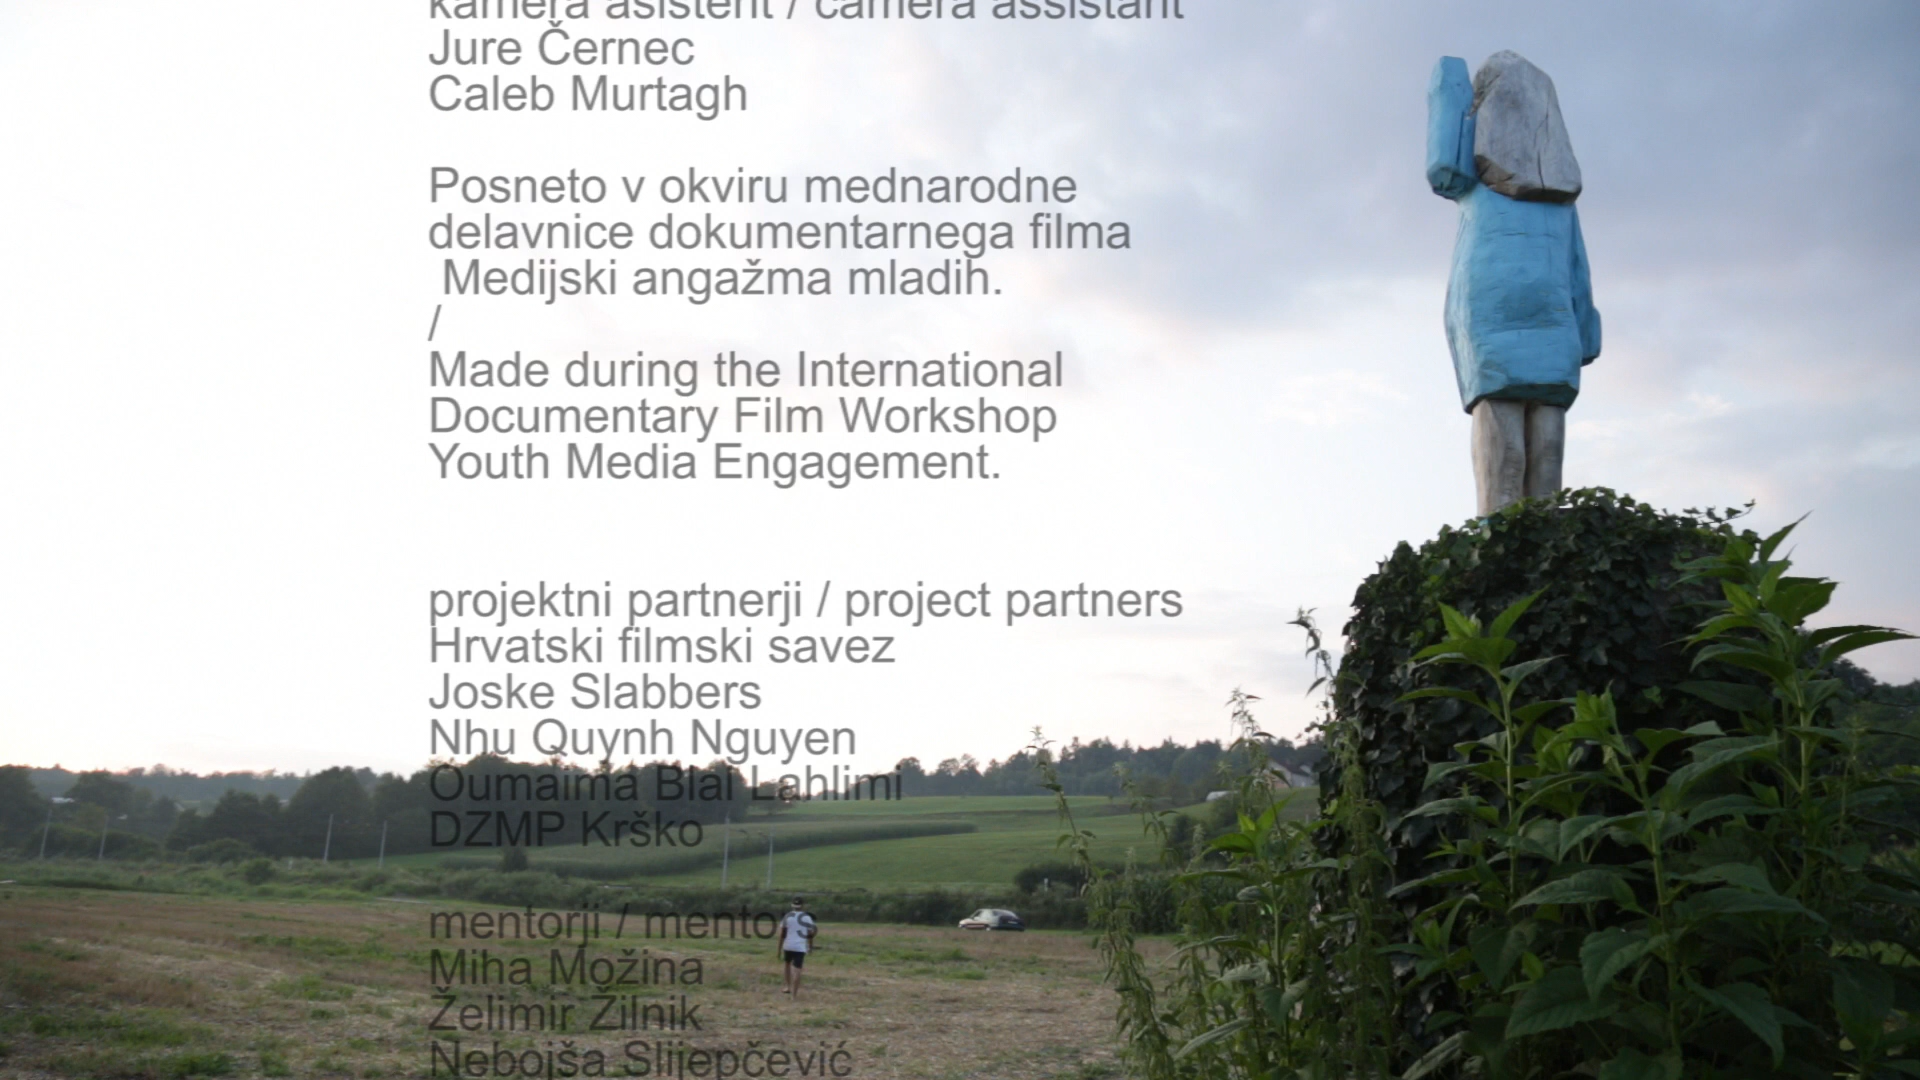 kamera asistent / camera assistant
Jure Černec
Caleb Murtagh
Posneto v okviru mednarodne
delavnice dokumentarnega filma
Medijski angažma mladih.
/
Made during the International
Documentary Film Workshop
Youth Media Engagement.
projektni partnerji / project partners
Hrvatski filmski savez
Joske Slabbers
Nhu Quynh Nguyen
Oumaima Blal Lahlimi
DZMP Krško
mentorji / mentors
Miha Možina
Želimir Žilnik
Nebojša Slijepčević